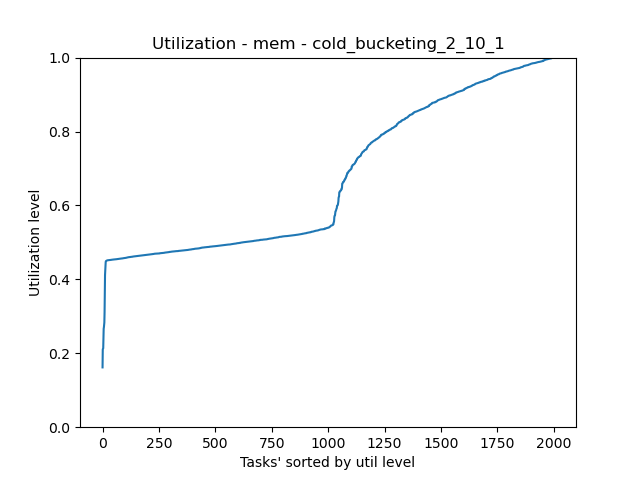 Utilization - mem - cold_bucketing_2_10_1
1.0
0.8
0.6
0.4
0.2
0.0
Utilization level
0 250 500 750 1000 1250 1500 1750 2000
Tasks' sorted by util level